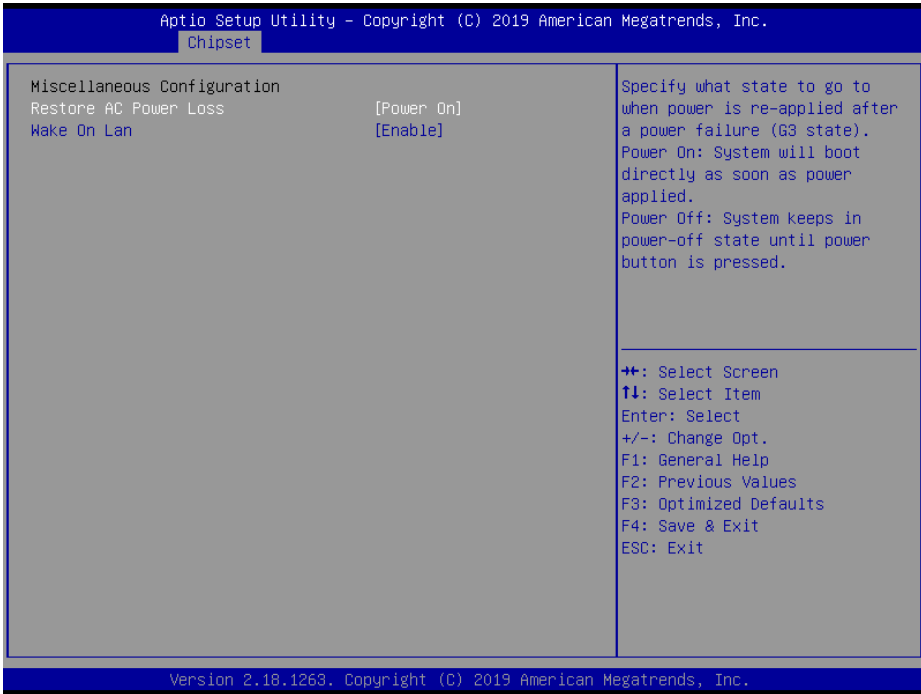 Aptio Setup Utility – Copyright (C) 2019 American Megatrends, Inc.
Chipset
Miscellaneous Configuration
Restore AC Power Loss [Power On]
Wake On Lan [Enable]
Specify what state to go to
when power is re-applied after
a power failure (G3 state).
Power On: System will boot
directly as soon as power
applied.
Power Off: System keeps in
power-off state until power
button is pressed.
→←: Select Screen
↑↓: Select Item
Enter: Select
+/-: Change Opt.
F1: General Help
F2: Previous Values
F3: Optimized Defaults
F4: Save & Exit
ESC: Exit
Version 2.18.1263. Copyright (C) 2019 American Megatrends, Inc.